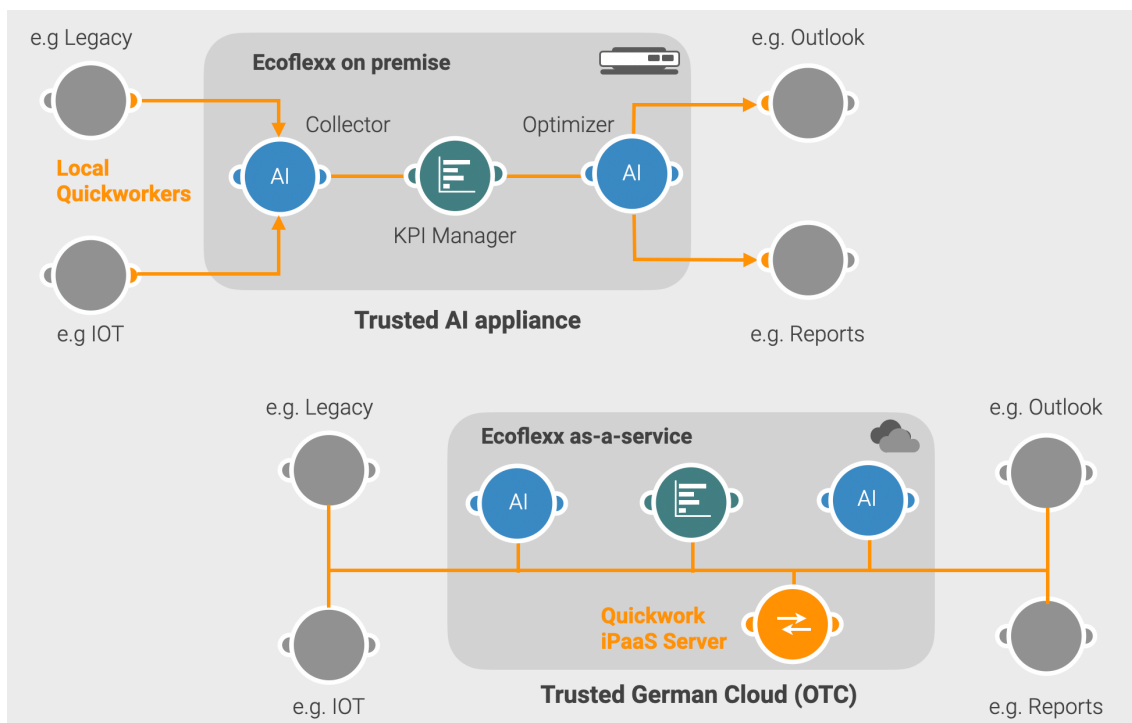 e.g Legacy
e.g. Outlook
Ecoflexx on premise
Collector
Optimizer
AI
AI
Local
Quickworkers
KPI Manager
Trusted AI appliance
e.g IOT
e.g. Reports
e.g. Legacy
e.g. Outlook
Ecoflexx as-a-service
AI
AI
Quickwork
iPaaS Server
Trusted German Cloud (OTC)
e.g. IOT
e.g. Reports